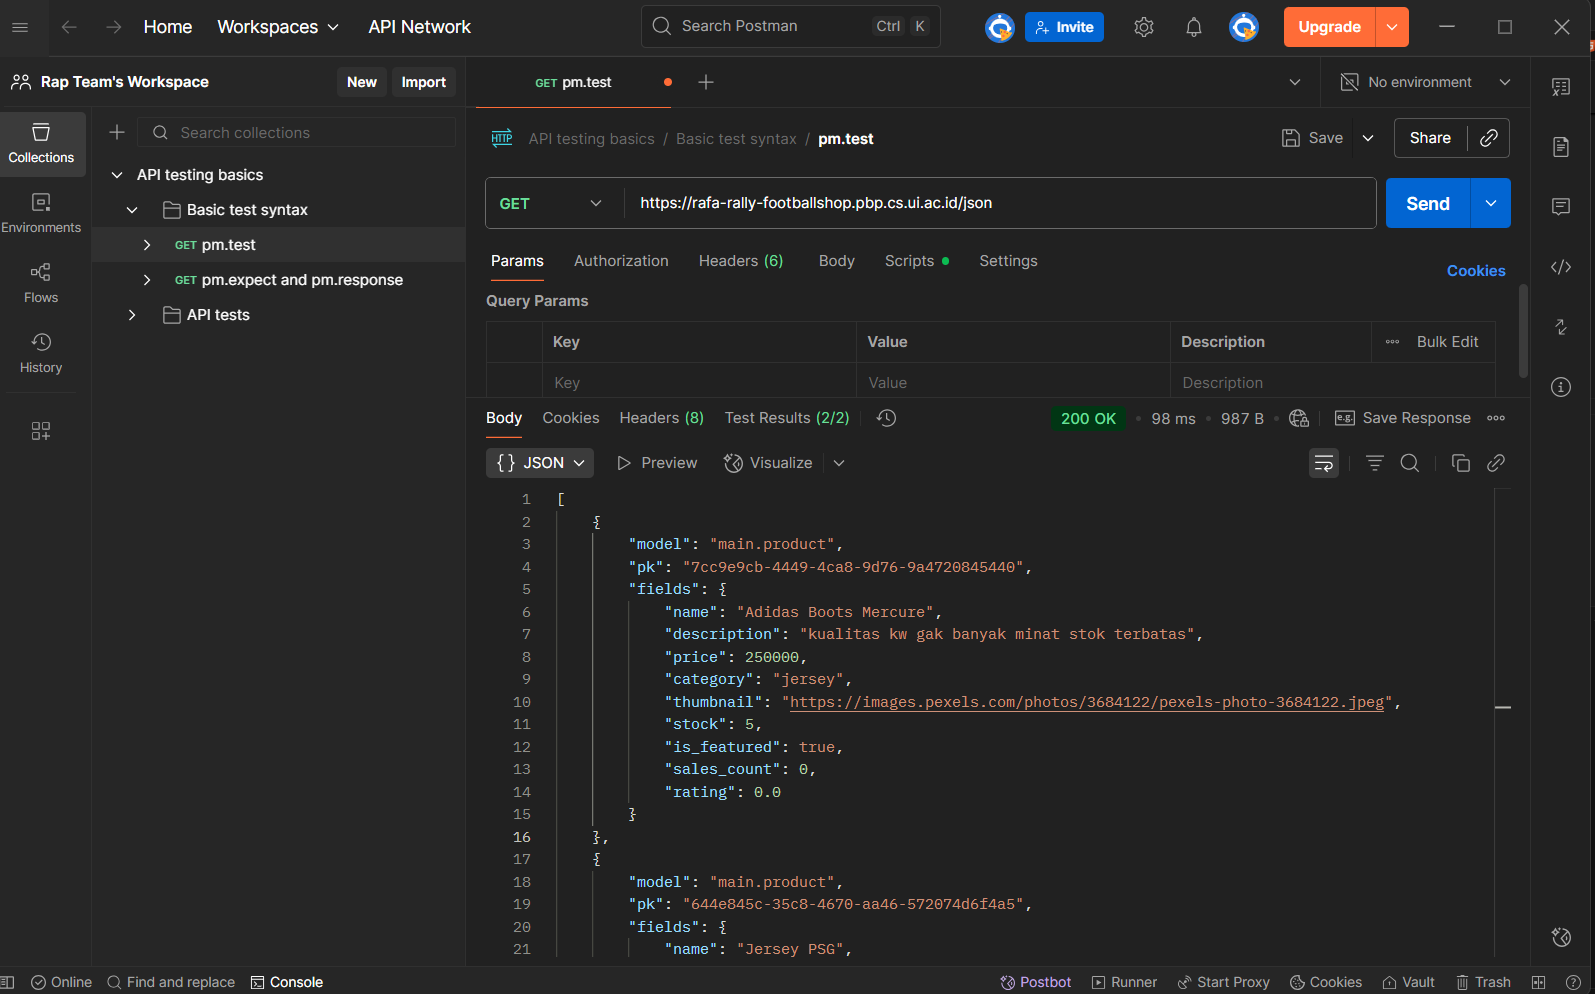 Home Workspaces API Network Search Postman Ctrl K Invite Upgrade
Rap Team's Workspace New Import GET pm.test No environment
Collections
Environments
Flows
History
Search collections
API testing basics
Basic test syntax
GET pm.test
GET pm.expect and pm.response
API tests
HTTP API testing basics / Basic test syntax / pm.test Save Share
GET https://rafa-rally-footballshop.pbp.cs.ui.ac.id/json Send
Params Authorization Headers (6) Body Scripts Settings
Cookies
Query Params
Key Value Description Bulk Edit
Key Value Description
Body Cookies Headers (8) Test Results (2/2) 200 OK • 98 ms • 987 B • e.g. Save Response
{} JSON Preview Visualize
1 [
2 {
3 "model": "main.product",
4 "pk": "7cc9e9cb-4449-4ca8-9d76-9a4720845440",
5 "fields": {
6 "name": "Adidas Boots Mercure",
7 "description": "kualitas kw gak banyak minat stok terbatas",
8 "price": 250000,
9 "category": "jersey",
10 "thumbnail": "https://images.pexels.com/photos/3684122/pexels-photo-3684122.jpeg",
11 "stock": 5,
12 "is_featured": true,
13 "sales_count": 0,
14 "rating": 0.0
15 }
16 },
17 {
18 "model": "main.product",
19 "pk": "644e845c-35c8-4670-aa46-572074d6f4a5",
20 "fields": {
21 "name": "Jersey PSG",
Online Find and replace Console Postbot Runner Start Proxy Cookies Vault Trash